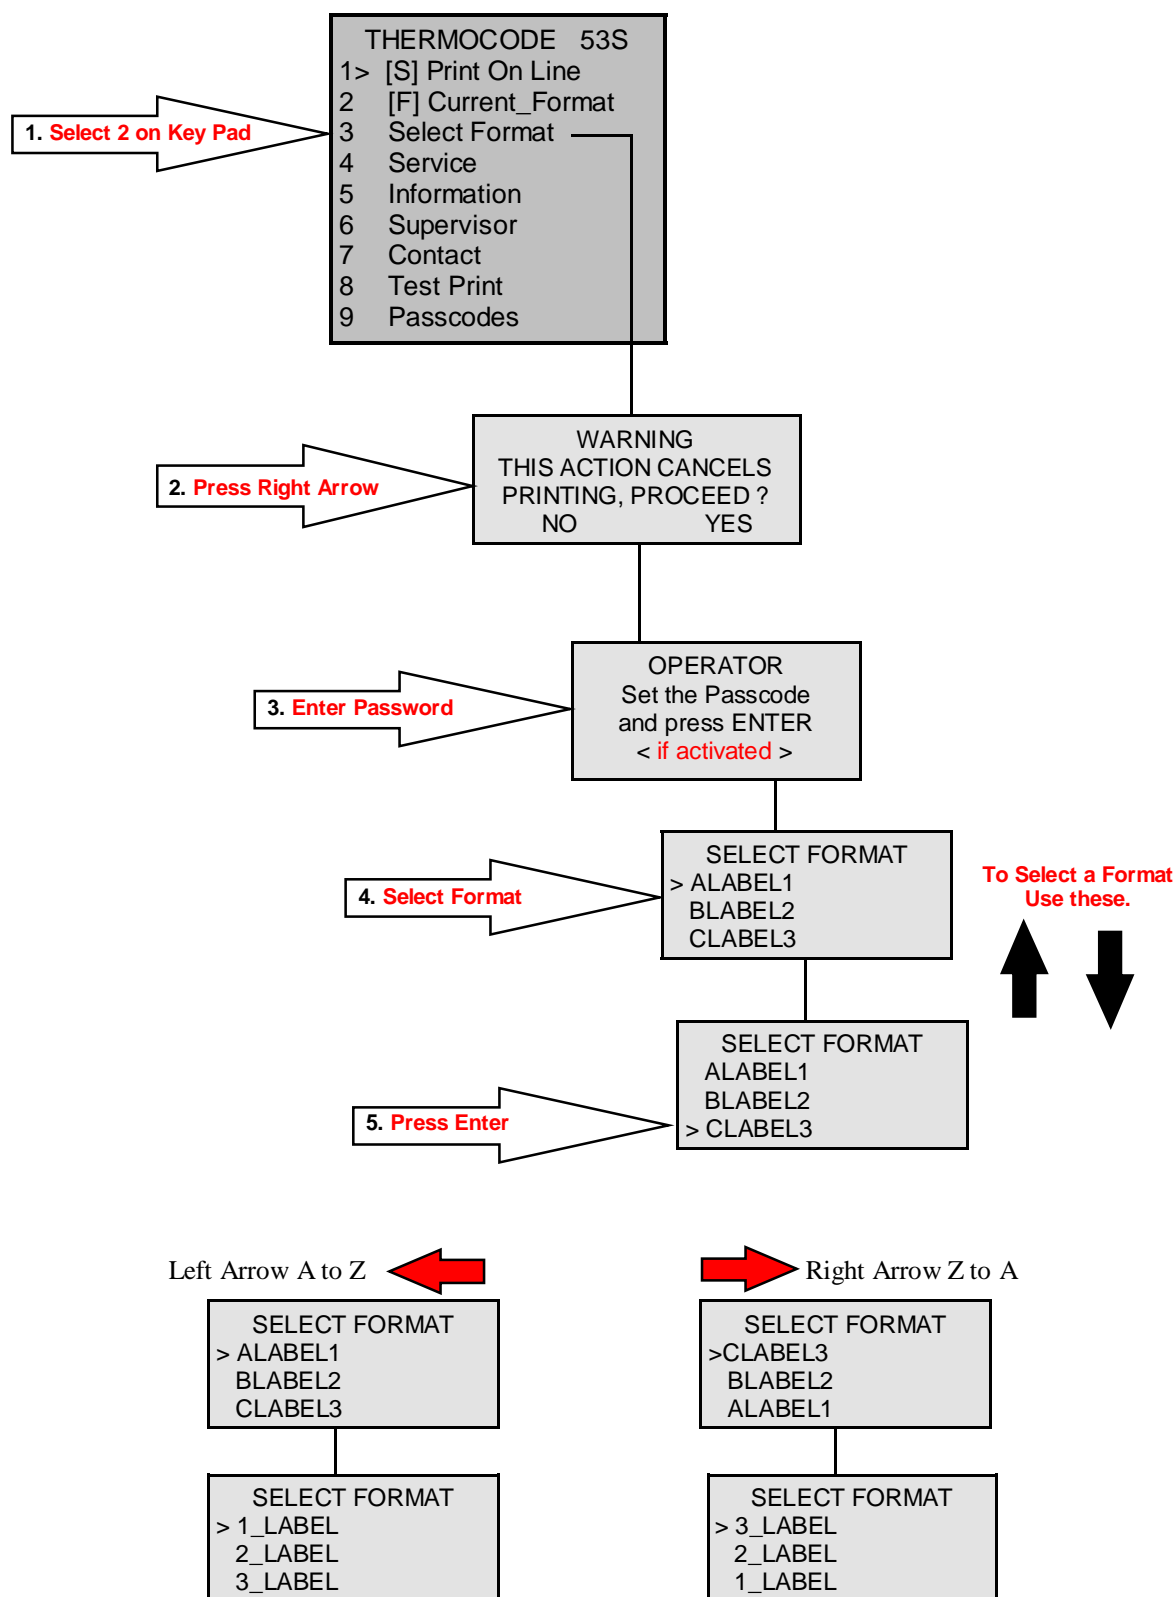 THERMOCODE 53S
1> [S] Print On Line
2 [F] Current_Format
3 Select Format
4 Service
5 Information
6 Supervisor
7 Contact
8 Test Print
9 Passcodes
1. Select 2 on Key Pad
WARNING
THIS ACTION CANCELS
PRINTING, PROCEED ?
NO YES
2. Press Right Arrow
OPERATOR
Set the Passcode
and press ENTER
< if activated >
3. Enter Password
SELECT FORMAT
> ALABEL1
BLABEL2
CLABEL3
4. Select Format
To Select a Format
Use these.
SELECT FORMAT
ALABEL1
BLABEL2
> CLABEL3
5. Press Enter
Left Arrow A to Z
SELECT FORMAT
> ALABEL1
BLABEL2
CLABEL3
SELECT FORMAT
> 1_LABEL
2_LABEL
3_LABEL
Right Arrow Z to A
SELECT FORMAT
>CLABEL3
BLABEL2
ALABEL1
SELECT FORMAT
> 3_LABEL
2_LABEL
1_LABEL